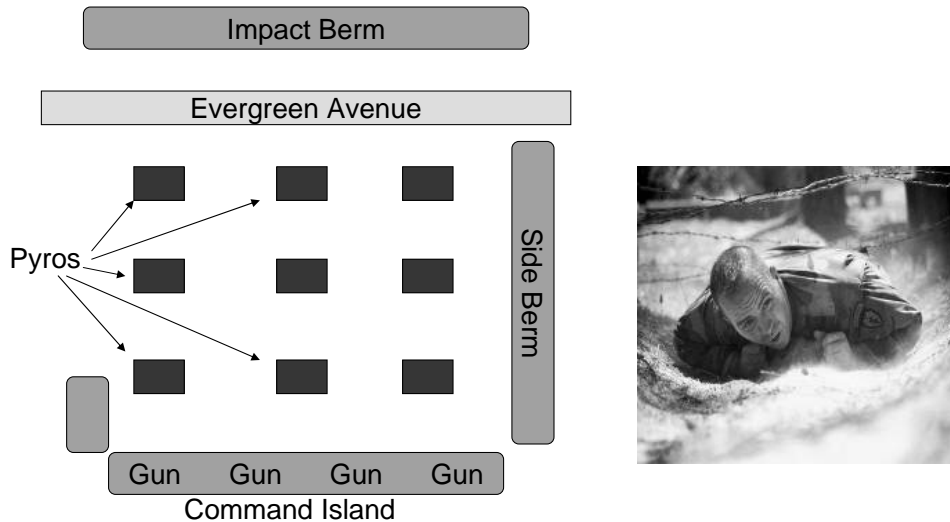 Impact Berm
Evergreen Avenue
Pyros
Side Berm
Gun Gun Gun Gun
Command Island